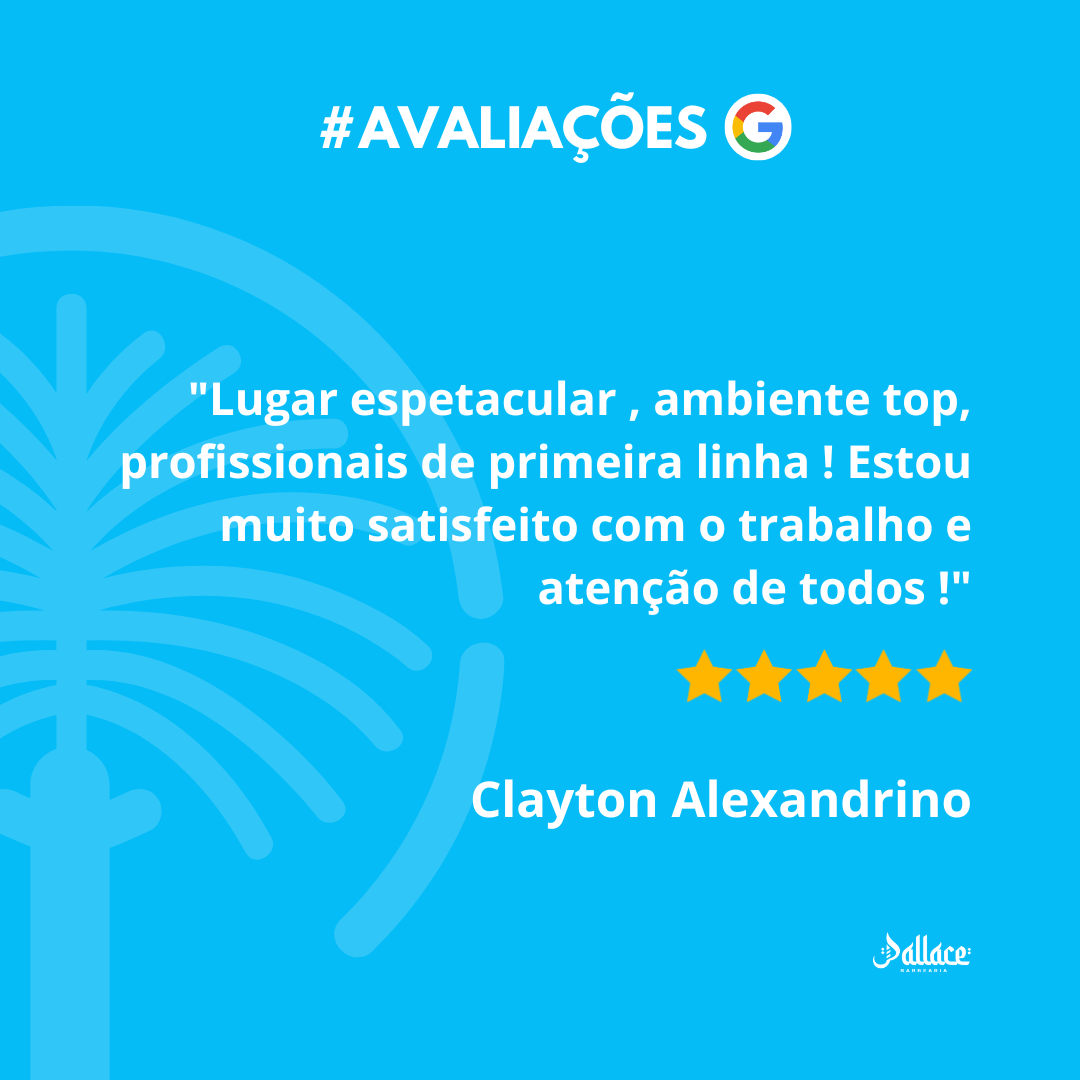 #AVALIAÇÕES G
"Lugar espetacular , ambiente top,
profissionais de primeira linha ! Estou
muito satisfeito com o trabalho e
atenção de todos !"
Clayton Alexandrino
allace
BARBEARIA